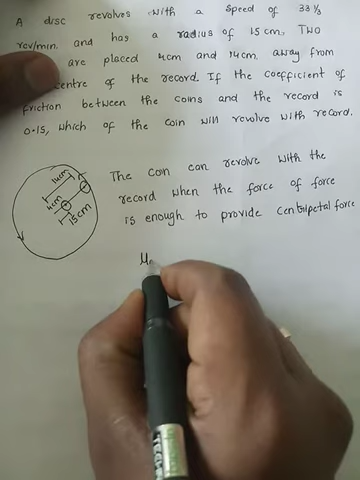 A disc revolves with a speed of 33 1/3
rev/min. and has a radius of 15 cm, TWO
are placed 4cm and 14cm away from
centre of the record. If the coefficient of
friction between the coins and the record is
0.15, which of the coin will revolve with record.
The coin can revolve with the
record when the force of force
is enough to provide centripetal force
14cm
4cm
15cm
μ